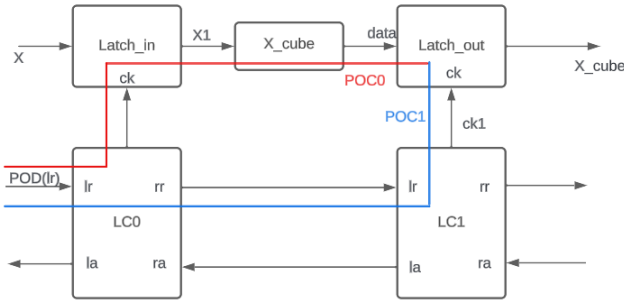 X
Latch_in
X1
X_cube
data
Latch_out
X_cube
ck
ck
POC0
POC1
ck1
POD(lr)
lr
rr
lr
rr
LC0
LC1
la
ra
la
ra